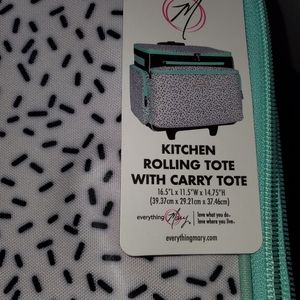 M
KITCHEN
ROLLING TOTE
WITH CARRY TOTE
16.5"L x 11.5"W x 14.75"H
(39.37cm x 29.21cm x 37.46cm)
everything Mary. love what you do.
love where you live.
everythingmary.com